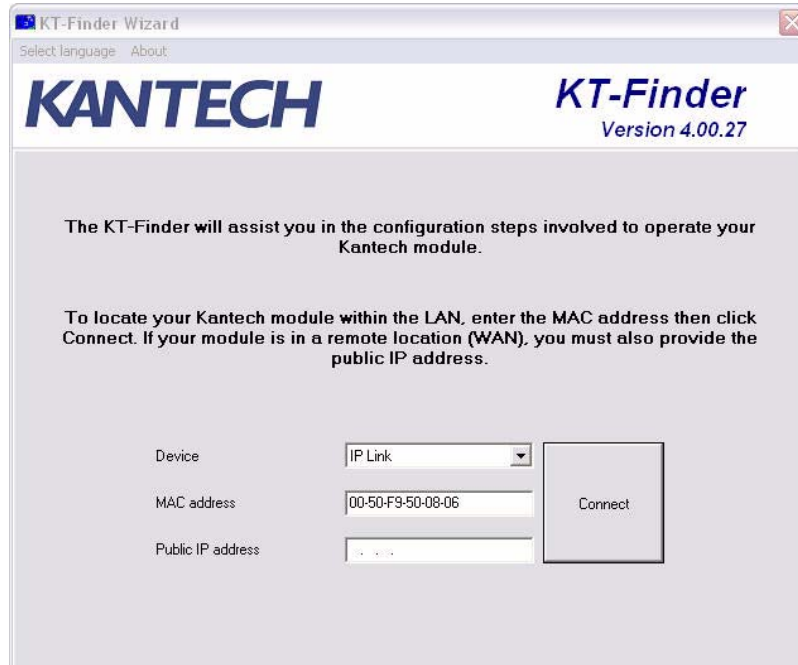 KT-Finder Wizard
Select language About
KANTECH
KT-Finder
Version 4.00.27
The KT-Finder will assist you in the configuration steps involved to operate your
Kantech module.
To locate your Kantech module within the LAN, enter the MAC address then click
Connect. If your module is in a remote location (WAN), you must also provide the
public IP address.
Device
IP Link
MAC address
00-50-F9-50-08-06
Connect
Public IP address
. . .